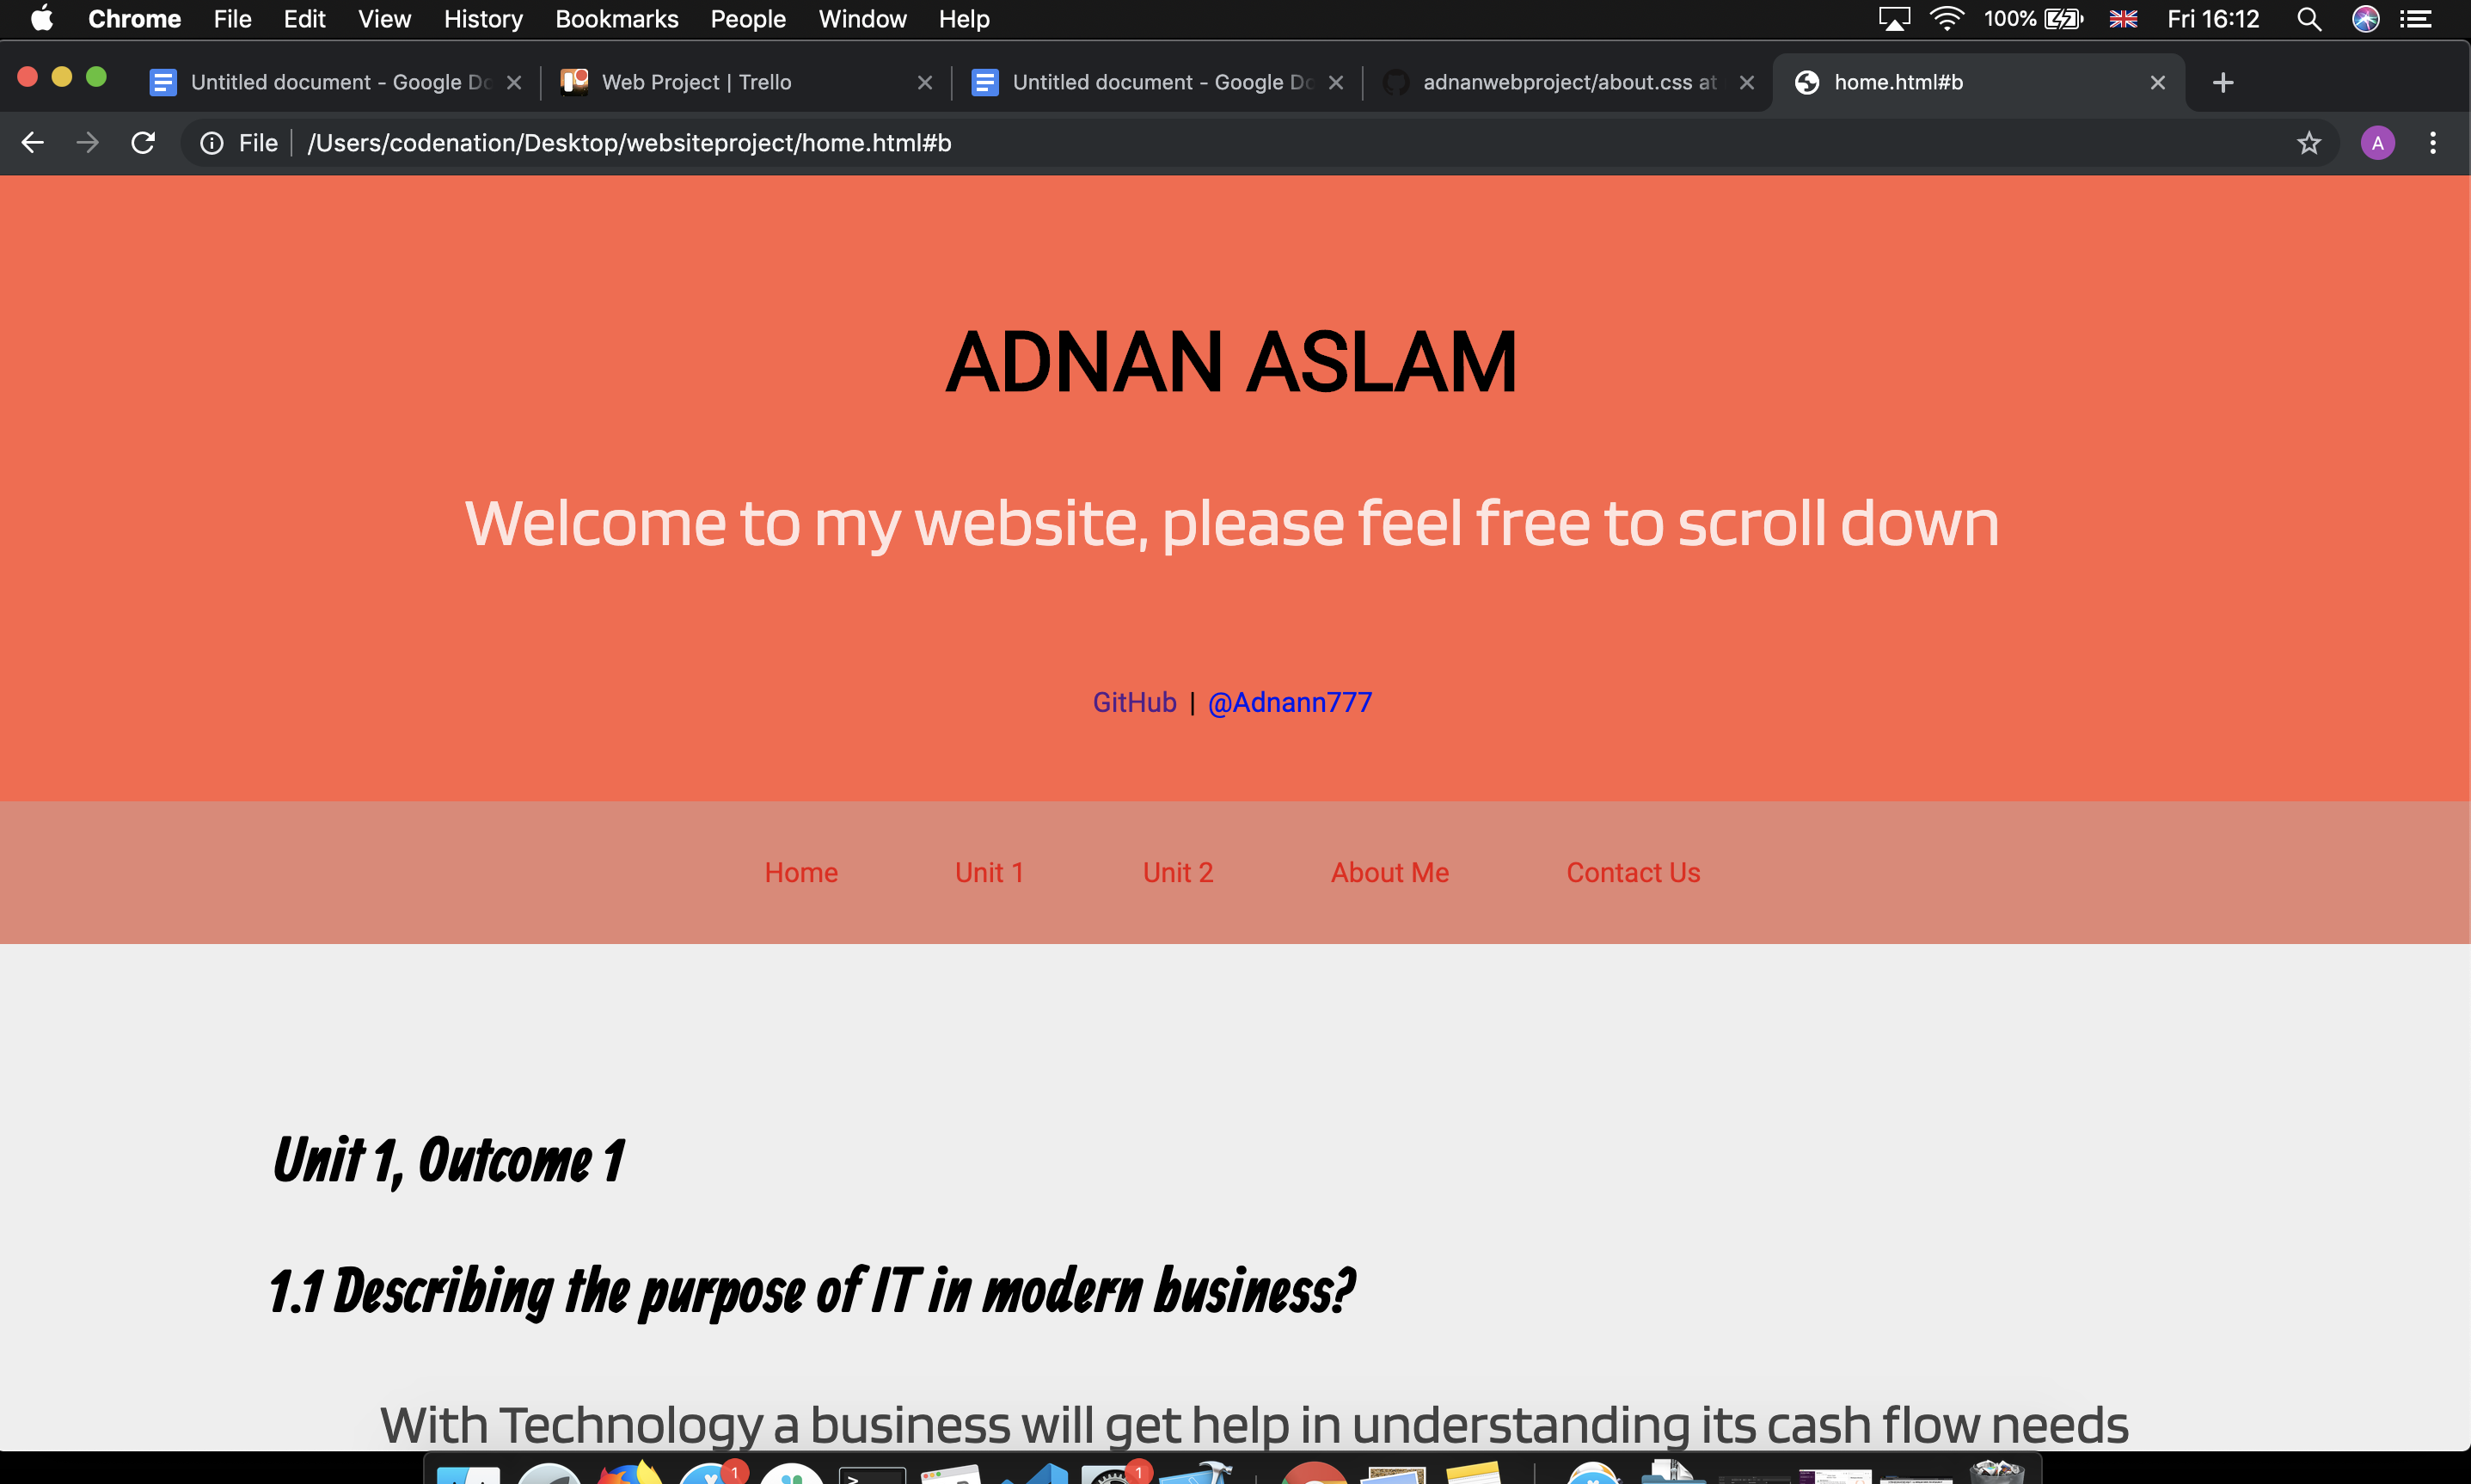 Chrome File Edit View History Bookmarks People Window Help 100% Fri 16:12
Untitled document - Google Do Web Project | Trello Untitled document - Google Do adnanwebproject/about.css at home.html#b
File /Users/codenation/Desktop/websiteproject/home.html#b A
ADNAN ASLAM
Welcome to my website, please feel free to scroll down
GitHub | @Adnann777
Home Unit 1 Unit 2 About Me Contact Us
Unit 1, Outcome 1
1.1 Describing the purpose of IT in modern business?
With Technology a business will get help in understanding its cash flow needs
1 1